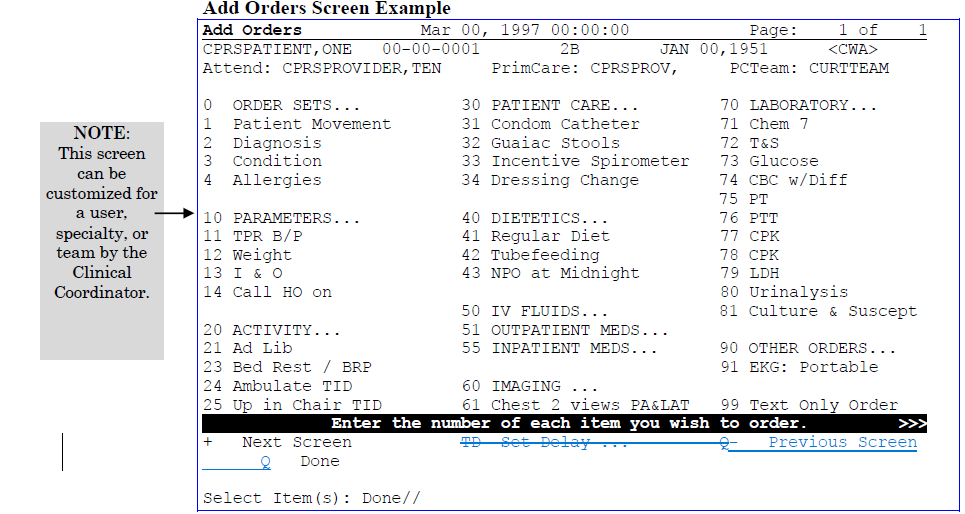 Add Orders Screen Example
Add Orders Mar 00, 1997 00:00:00 Page: 1 of 1
CPRSPATIENT,ONE 00-00-0001 2B JAN 00,1951 <CWA>
Attend: CPRSPROVIDER,TEN PrimCare: CPRSPROV, PCTeam: CURTTEAM
0 ORDER SETS... 30 PATIENT CARE... 70 LABORATORY...
1 Patient Movement 31 Condom Catheter 71 Chem 7
2 Diagnosis 32 Guaiac Stools 72 T&S
3 Condition 33 Incentive Spirometer 73 Glucose
4 Allergies 34 Dressing Change 74 CBC w/Diff
75 PT
10 PARAMETERS... 40 DIETETICS... 76 PTT
11 TPR B/P 41 Regular Diet 77 CPK
12 Weight 42 Tubefeeding 78 CPK
13 I & O 43 NPO at Midnight 79 LDH
14 Call HO on 80 Urinalysis
50 IV FLUIDS... 81 Culture & Suscept
20 ACTIVITY... 51 OUTPATIENT MEDS...
21 Ad Lib 55 INPATIENT MEDS... 90 OTHER ORDERS...
23 Bed Rest / BRP 91 EKG: Portable
24 Ambulate TID 60 IMAGING ...
25 Up in Chair TID 61 Chest 2 views PA&LAT 99 Text Only Order
Enter the number of each item you wish to order. >>>
+ Next Screen TD Set Delay ... Q- Previous Screen
Q Done
Select Item(s): Done//
NOTE:
This screen
can be
customized for
a user,
specialty, or
team by the
Clinical
Coordinator.